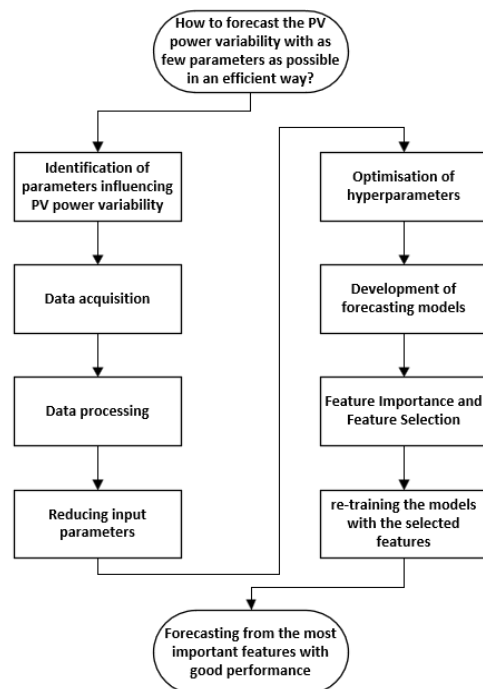 How to forecast the PV
power variability with as
few parameters as possible
in an efficient way?
Identification of
parameters influencing
PV power variability
Data acquisition
Data processing
Reducing input
parameters
Optimisation of
hyperparameters
Development of
forecasting models
Feature Importance and
Feature Selection
re-training the models
with the selected
features
Forecasting from the most
important features with
good performance